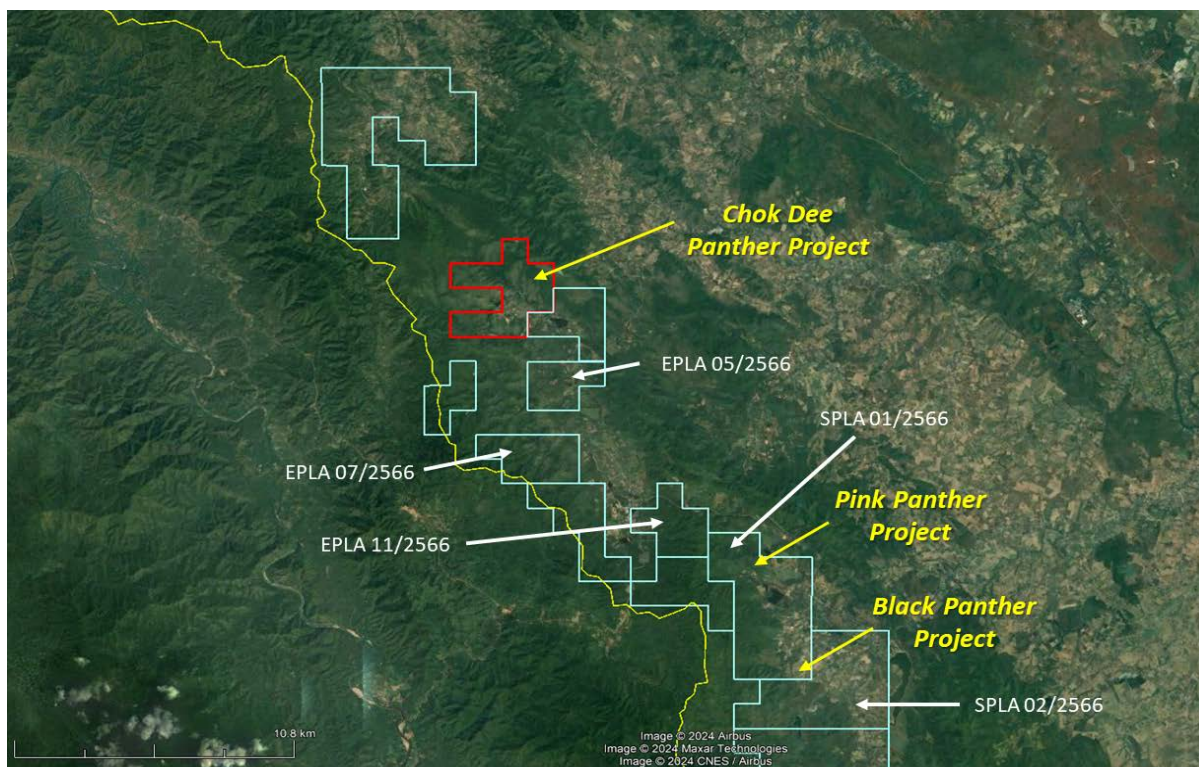 Chok Dee
Panther Project
EPLA 05/2566
SPLA 01/2566
EPLA 07/2566
Pink Panther
Project
EPLA 11/2566
Black Panther
Project
SPLA 02/2566
10.8 km
Image © 2024 Airbus
Image © 2024 Maxar Technologies
Image © 2024 CNES / Airbus